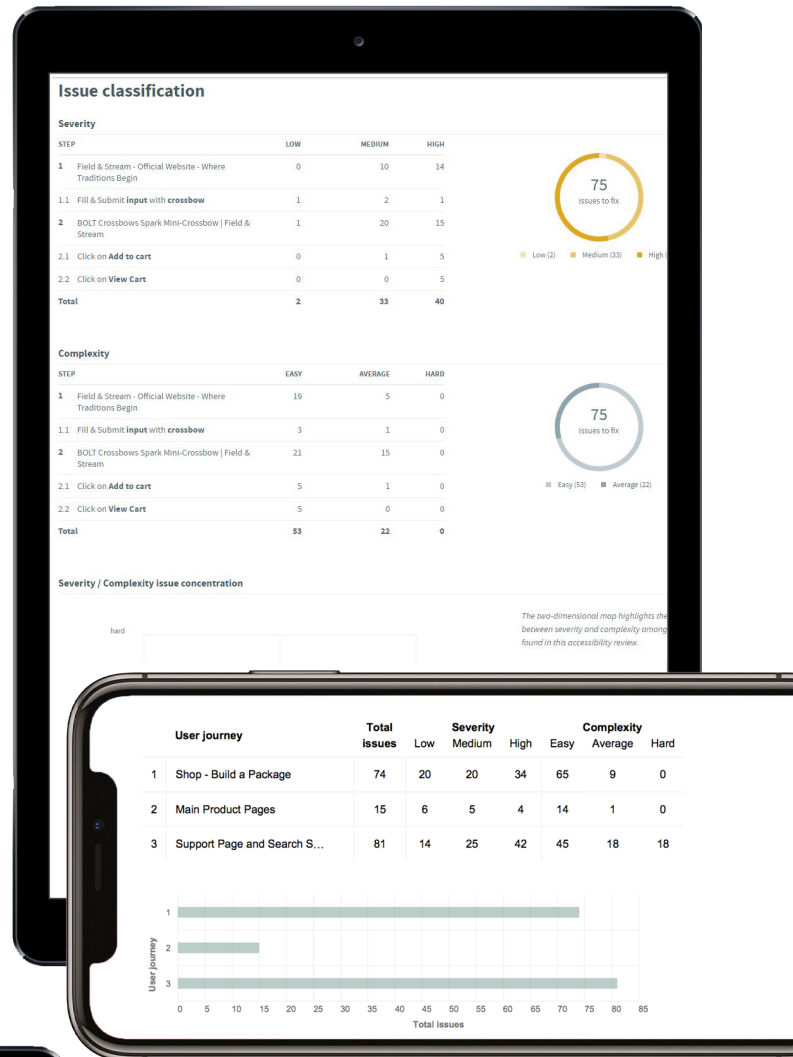 Issue classification
Severity
STEP LOW MEDIUM HIGH
1 Field & Stream - Official Website - Where 0 10 14
Traditions Begin
1.1 Fill & Submit input with crossbow 1 2 1
2 BOLT Crossbows Spark Mini-Crossbow | Field & 1 20 15
Stream
2.1 Click on Add to cart 0 1 5
2.2 Click on View Cart 0 0 5
Total 2 33 40
75
issues to fix
Low (2) Medium (33) High (
Complexity
STEP EASY AVERAGE HARD
1 Field & Stream - Official Website - Where 19 5 0
Traditions Begin
1.1 Fill & Submit input with crossbow 3 1 0
2 BOLT Crossbows Spark Mini-Crossbow | Field & 21 15 0
Stream
2.1 Click on Add to cart 5 1 0
2.2 Click on View Cart 5 0 0
Total 53 22 0
75
issues to fix
Easy (53) Average (22)
Severity / Complexity issue concentration
The two-dimensional map highlights the
between severity and complexity among
found in this accessibility review.
hard
User journey Total issues Severity Complexity
Low Medium High Easy Average Hard
1 Shop - Build a Package 74 20 20 34 65 9 0
2 Main Product Pages 15 6 5 4 14 1 0
3 Support Page and Search S... 81 14 25 42 45 18 18
User journey
1
2
3
0 5 10 15 20 25 30 35 40 45 50 55 60 65 70 75 80 85
Total issues